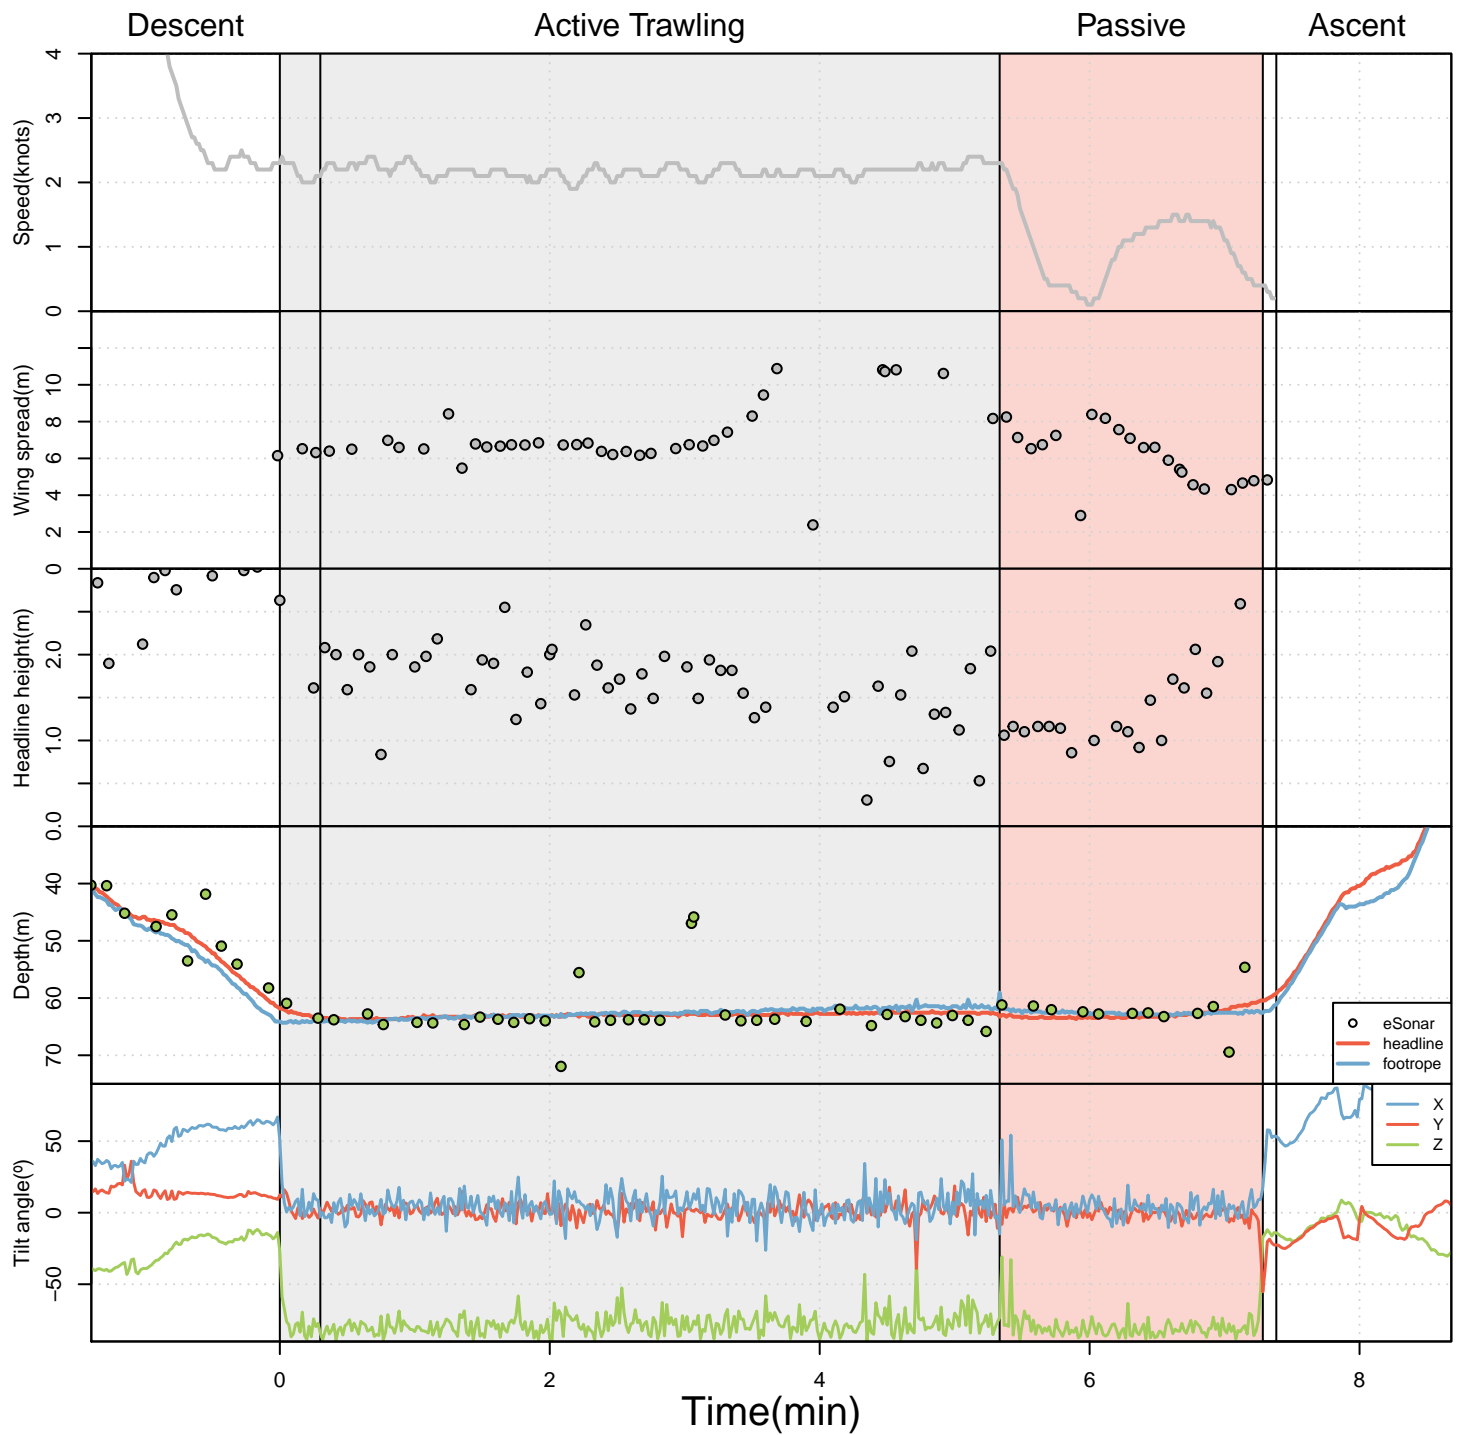 Descent Active Trawling Passive Ascent
Speed(knots)
4
3
2
1
0
Wing spread(m)
10
8
6
4
2
0
Headline height(m)
2.0
1.0
0.0
Depth(m)
40
50
60
70
eSonar
headline
footrope
Tilt angle(º)
50
0
−50
X
Y
Z
0 2 4 6 8
Time(min)